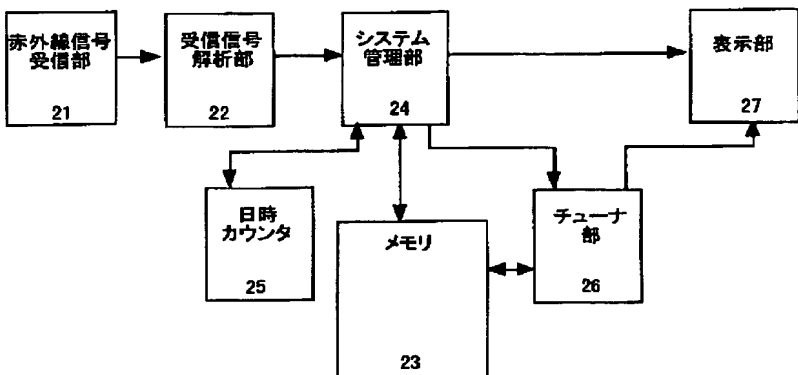 赤外線信号
受信部
21
受信信号
解析部
22
システム
管理部
24
表示部
27
日時
カウンタ
25
メモリ
23
チューナ
部
26